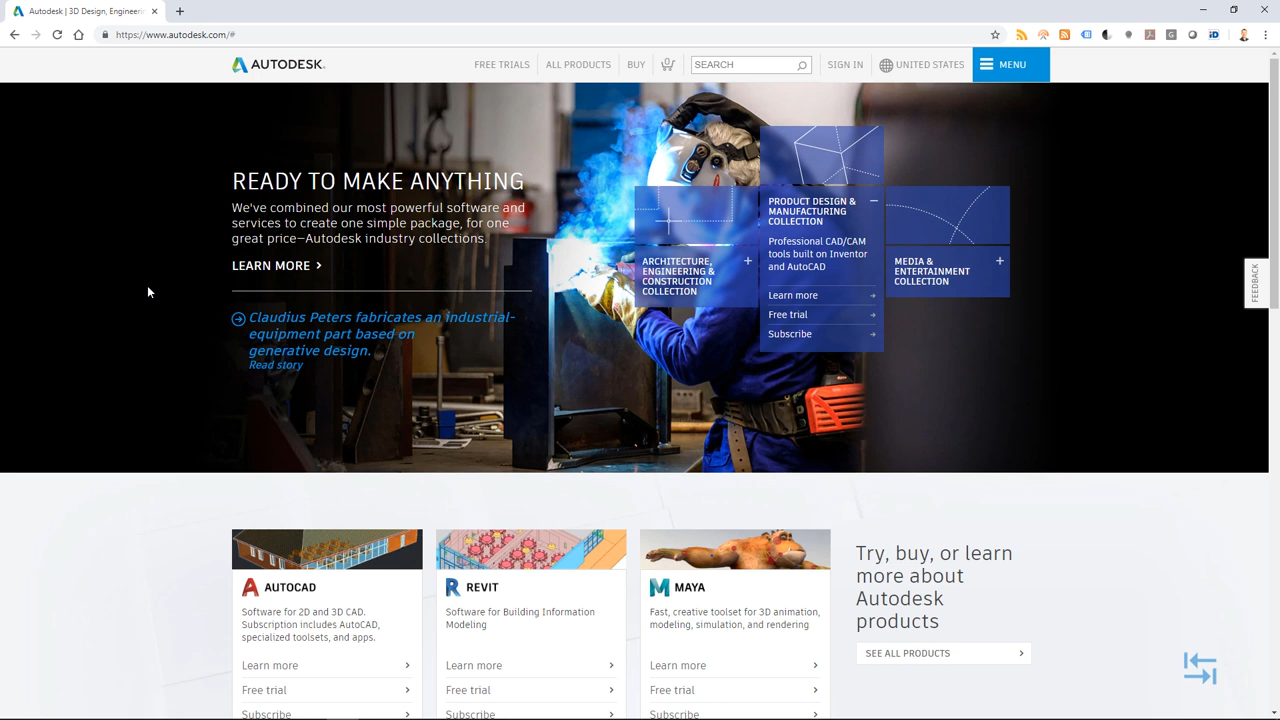 Autodesk | 3D Design, Engineerin
https://www.autodesk.com/#
AUTODESK
FREE TRIALS
ALL PRODUCTS
BUY
0
SEARCH
SIGN IN
UNITED STATES
MENU
READY TO MAKE ANYTHING
We've combined our most powerful software and
services to create one simple package, for one
great price—Autodesk industry collections.
LEARN MORE
Claudius Peters fabricates an industrial-
equipment part based on
generative design.
Read story
ARCHITECTURE,
ENGINEERING &
CONSTRUCTION
COLLECTION
PRODUCT DESIGN &
MANUFACTURING
COLLECTION
Professional CAD/CAM
tools built on Inventor
and AutoCAD
Learn more
Free trial
Subscribe
MEDIA &
ENTERTAINMENT
COLLECTION
FEEDBACK
AUTOCAD
Software for 2D and 3D CAD.
Subscription includes AutoCAD,
specialized toolsets, and apps.
Learn more
Free trial
Subscribe
REVIT
Software for Building Information
Modeling
Learn more
Free trial
Subscribe
MAYA
Fast, creative toolset for 3D animation,
modeling, simulation, and rendering
Learn more
Free trial
Subscribe
Try, buy, or learn
more about
Autodesk
products
SEE ALL PRODUCTS